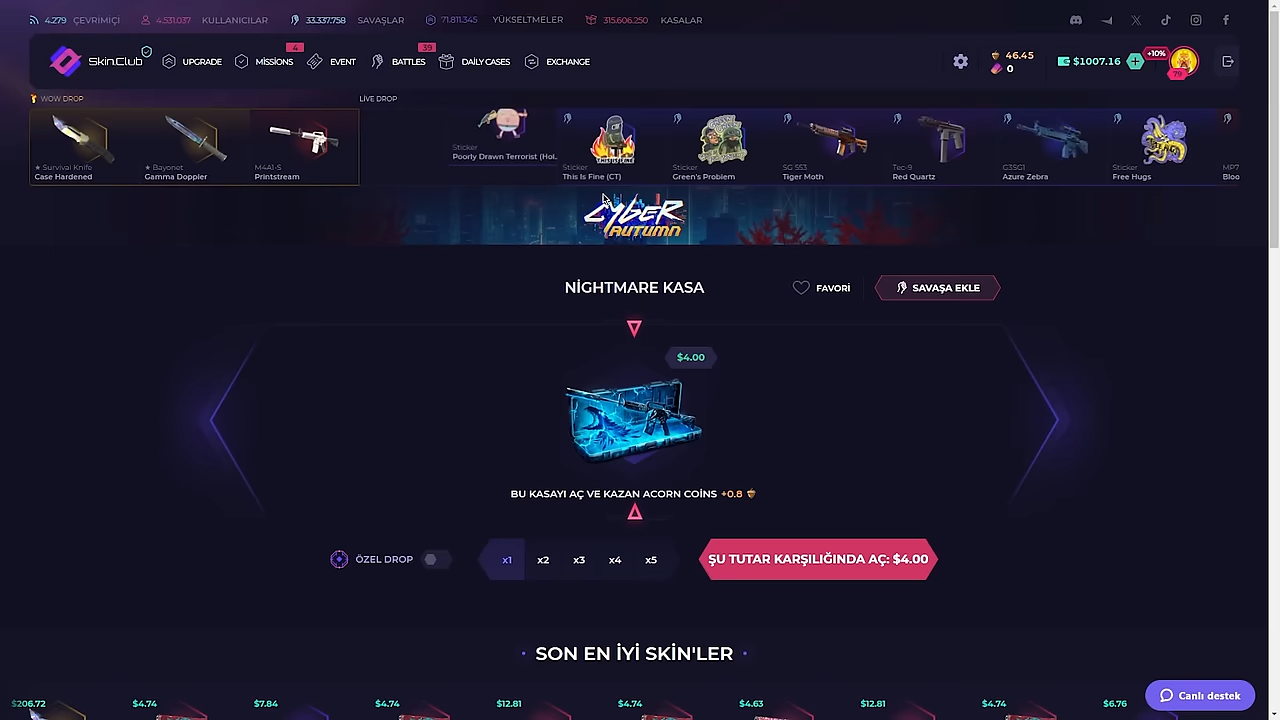 4.279 ÇEVRİMİÇİ 4.531.037 KULLANICILAR 33.337.758 SAVAŞLAR 71.811.345 YÜKSELTMELER 315.606.250 KASALAR
Skin.Club UPGRADE 4 MISSIONS EVENT 39 BATTLES DAILY CASES EXCHANGE 46.45 0 $1007.16 +10% 79
WOW DROP LIVE DROP
★ Survival Knife
Case Hardened
★ Bayonet
Gamma Doppler
M4A1-S
Printstream
Sticker
Poorly Drawn Terrorist (Hol..
Sticker
This Is Fine (CT)
Sticker
Green's Problem
SG 553
Tiger Moth
Tec-9
Red Quartz
G3SG1
Azure Zebra
Sticker
Free Hugs
MP7
Bloo
THIS IS FINE
CYBER
AUTUMN
NİGHTMARE KASA FAVORİ SAVAŞA EKLE
$4.00
BU KASAYI AÇ VE KAZAN ACORN COİNS +0.8
ÖZEL DROP x1 x2 x3 x4 x5 ŞU TUTAR KARŞILIĞINDA AÇ: $4.00
SON EN İYİ SKİN'LER
$206.72 $4.74 $7.84 $4.74 $12.81 $4.74 $4.63 $12.81 $4.74 $6.76
Canlı destek